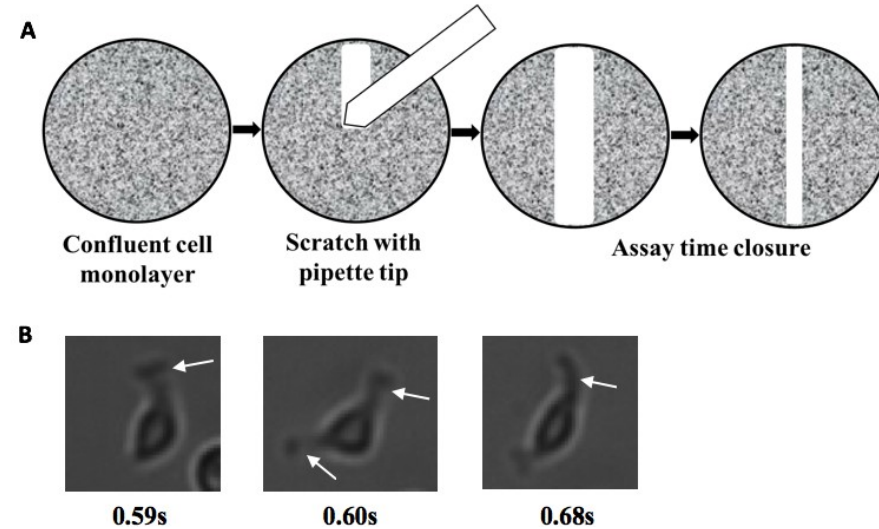 A
Confluent cell
monolayer
Scratch with
pipette tip
Assay time closure
B
0.59s
0.60s
0.68s